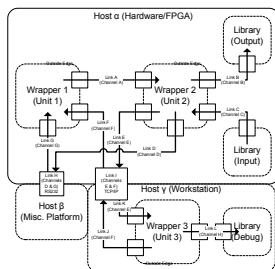 Host α (Hardware/FPGA)
Library
(Output)
Outside Edge
Outside Edge
Link A
(Channel A)
Link B
(Channel B)
Wrapper 1
(Unit 1)
Wrapper 2
(Unit 2)
Link F
(Channel F)
Link E
(Channel E)
Link C
(Channel C)
Link G
(Channel G)
Link D
(Channel D)
Library
(Input)
Link H
(Channels
D & G)
RS232
Link I
(Channels
E & F)
TCP/IP
Host β
(Misc. Platform)
Host γ (Workstation)
Link K
(Channel E)
Wrapper 3
(Unit 3)
Link L
(Channel H)
Library
(Debug)
Link J
(Channel F)
Outside Edge